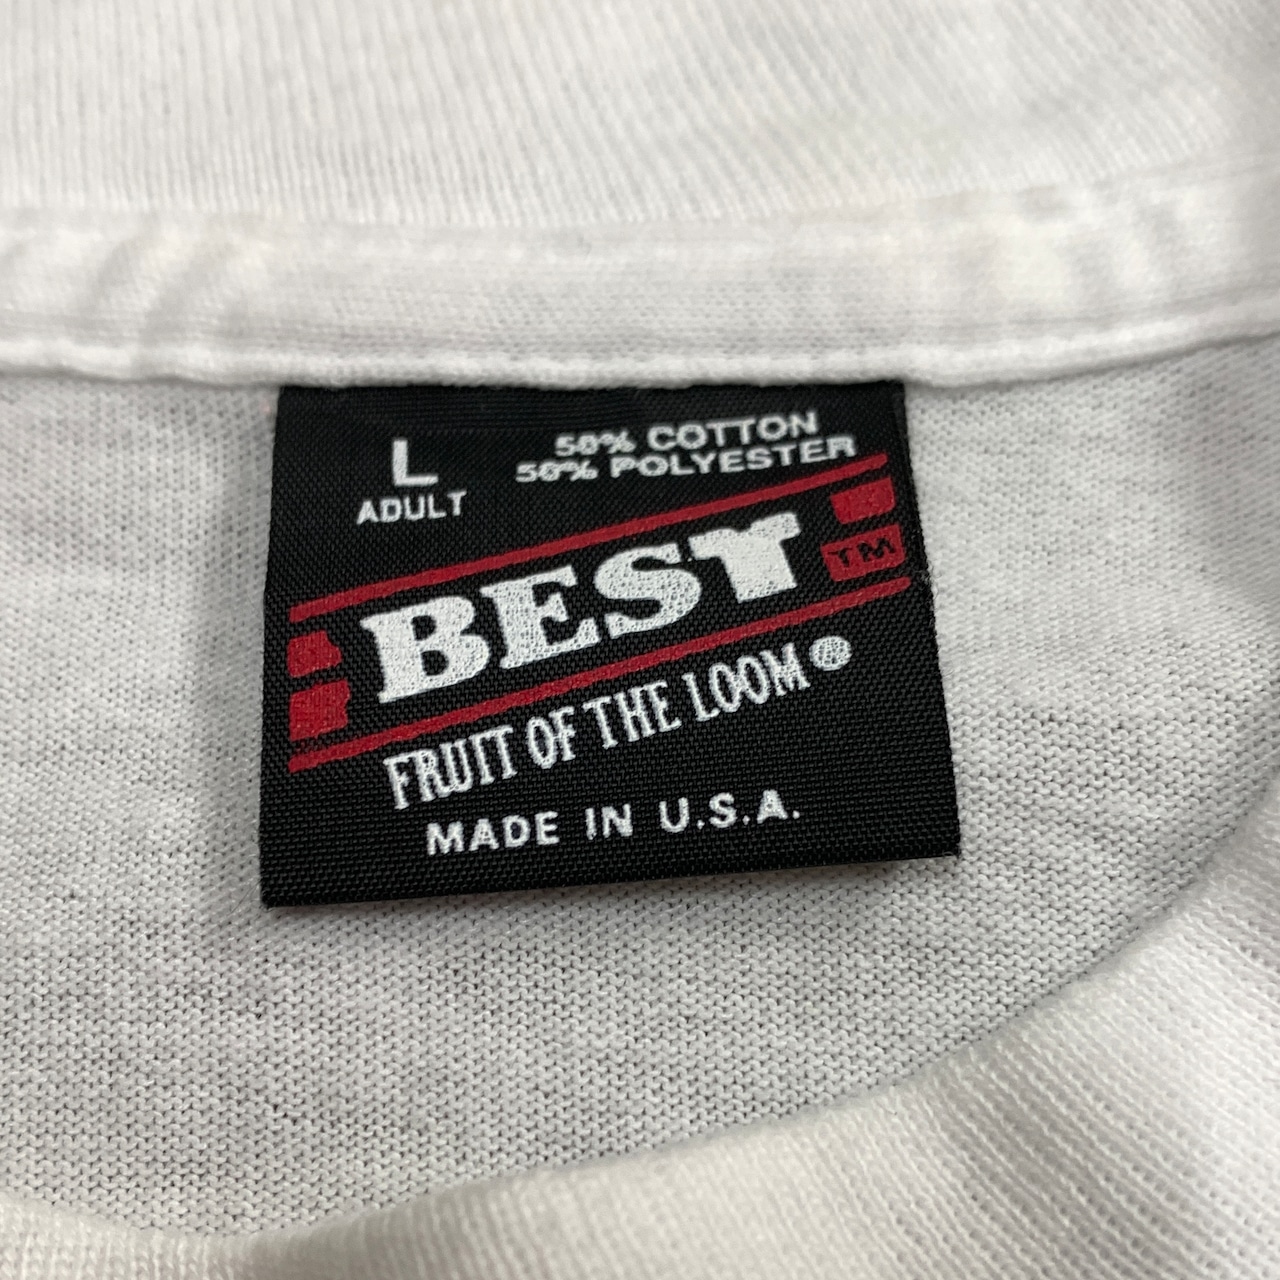 L
ADULT
50% COTTON
50% POLYESTER
BEST
TM
FRUIT OF THE LOOM®
MADE IN U.S.A.